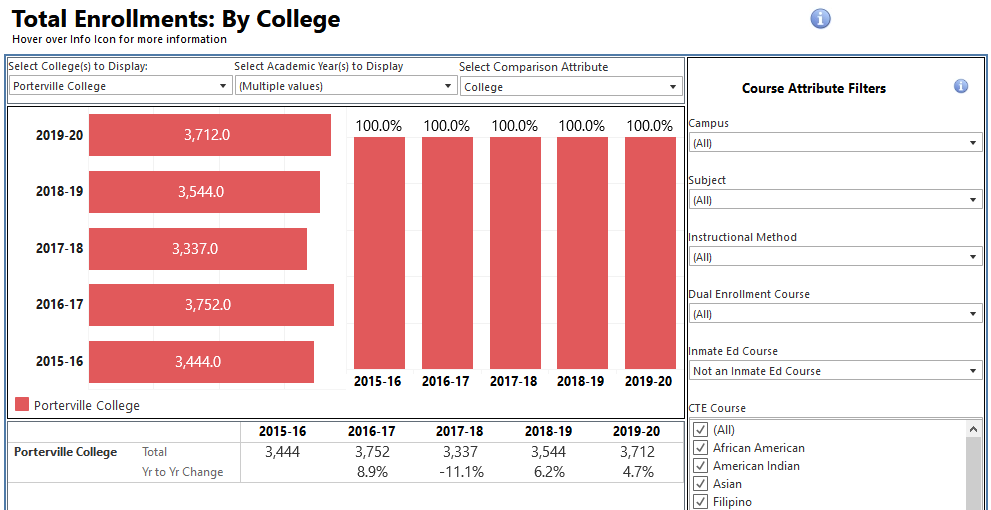 Total Enrollments: By College
Hover over Info Icon for more information
Select College(s) to Display:
Porterville College
Select Academic Year(s) to Display
(Multiple values)
Select Comparison Attribute
College
2019-20 3,712.0
2018-19 3,544.0
2017-18 3,337.0
2016-17 3,752.0
2015-16 3,444.0
100.0% 100.0% 100.0% 100.0% 100.0%
2015-16 2016-17 2017-18 2018-19 2019-20
Porterville College
2015-16 2016-17 2017-18 2018-19 2019-20
Porterville College Total 3,444 3,752 3,337 3,544 3,712
Yr to Yr Change 8.9% -11.1% 6.2% 4.7%
Course Attribute Filters
Campus
(All)
Subject
(All)
Instructional Method
(All)
Dual Enrollment Course
(All)
Inmate Ed Course
Not an Inmate Ed Course
CTE Course
(All)
African American
American Indian
Asian
Filipino